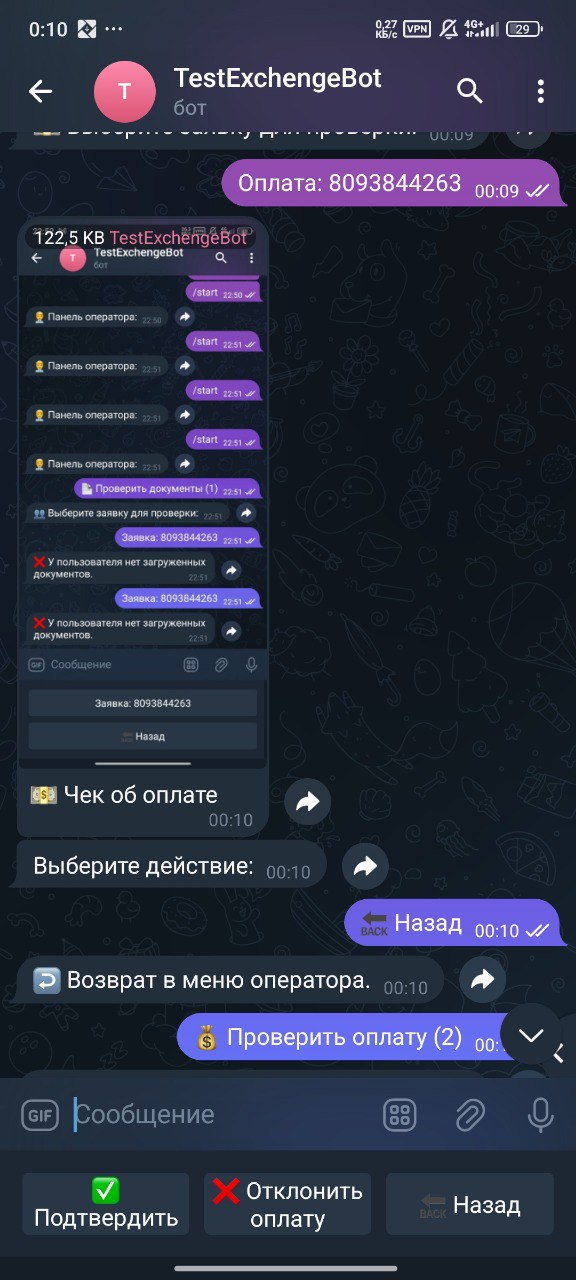 0:10 ...
0,27 КБ/с VPN 4G+ 29
T TestExchengeBot
бот
Выберите заявку для проверки. 00:09
Оплата: 8093844263 00:09
122,5 KB TestExchengeBot
T TestExchengeBot
бот
/start 22:50
Панель оператора: 22:50
/start 22:51
Панель оператора: 22:51
/start 22:51
Панель оператора: 22:51
/start 22:51
Панель оператора: 22:51
Проверить документы (1) 22:51
Выберите заявку для проверки: 22:51
Заявка: 8093844263 22:51
У пользователя нет загруженных
документов. 22:51
Заявка: 8093844263 22:51
У пользователя нет загруженных
документов. 22:51
GIF Сообщение
Заявка: 8093844263
Назад
Чек об оплате
00:10
Выберите действие: 00:10
BACK Назад 00:10
Возврат в меню оператора. 00:10
Проверить оплату (2) 00:
GIF Сообщение
Подтвердить
Отклонить
оплату
BACK Назад